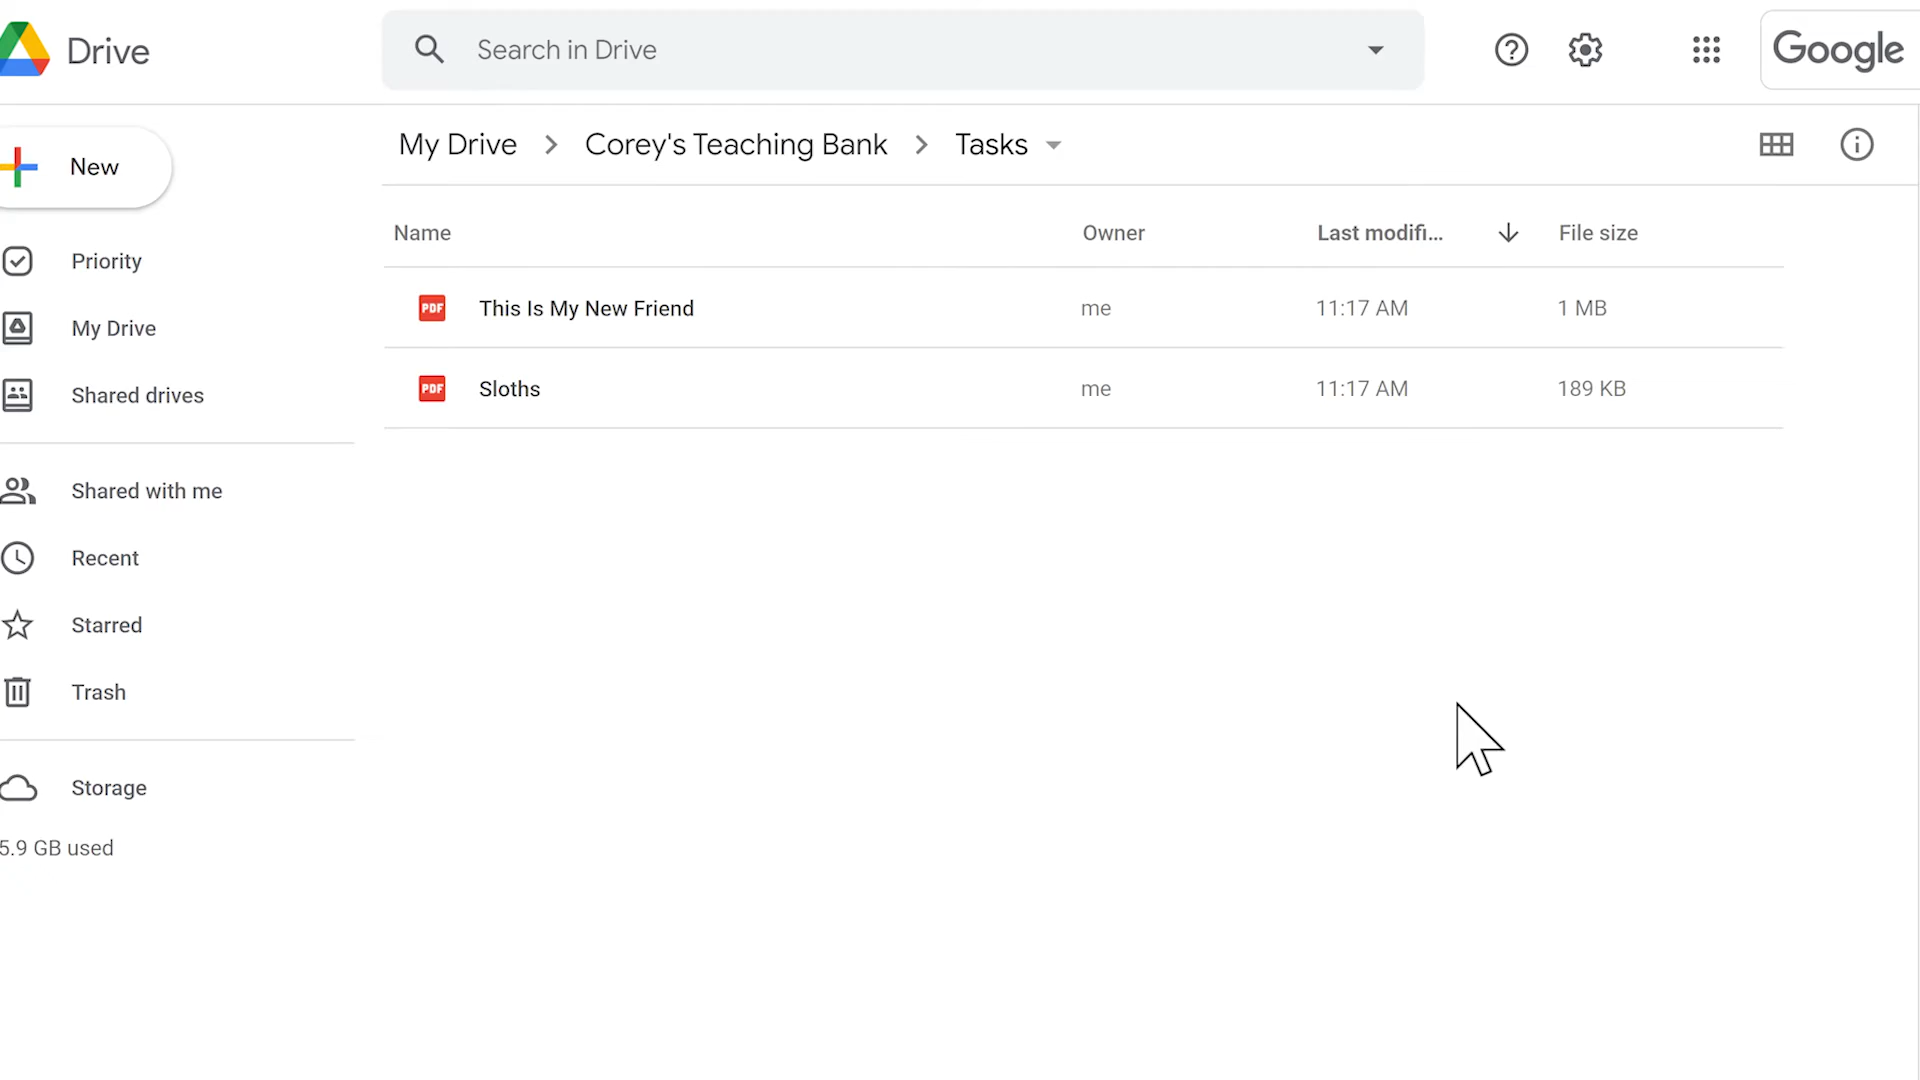 Drive
Search in Drive
Google
New
My Drive > Corey's Teaching Bank > Tasks
Priority
My Drive
Shared drives
Shared with me
Recent
Starred
Trash
Storage
5.9 GB used
Name Owner Last modifi... File size
PDF This Is My New Friend me 11:17 AM 1 MB
PDF Sloths me 11:17 AM 189 KB